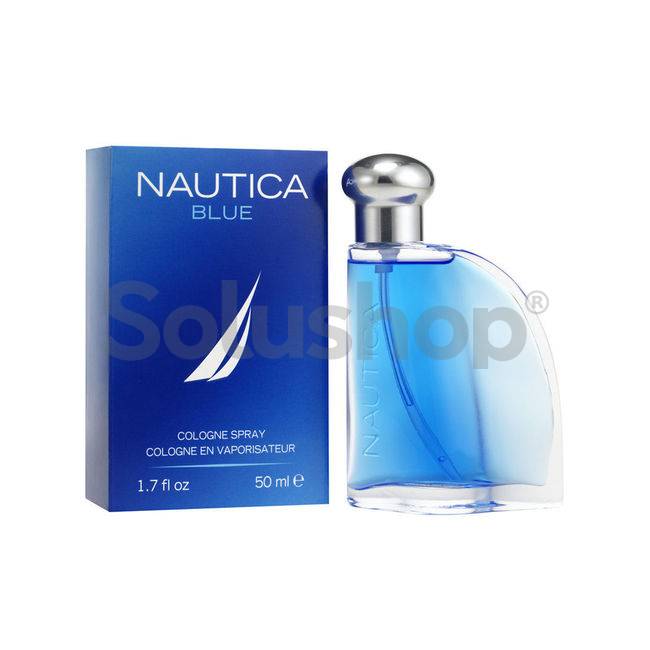 NAUTICA
BLUE
COLOGNE SPRAY
COLOGNE EN VAPORISATEUR
1.7 fl oz 50 ml ℮
NAUTICA
Solushop®